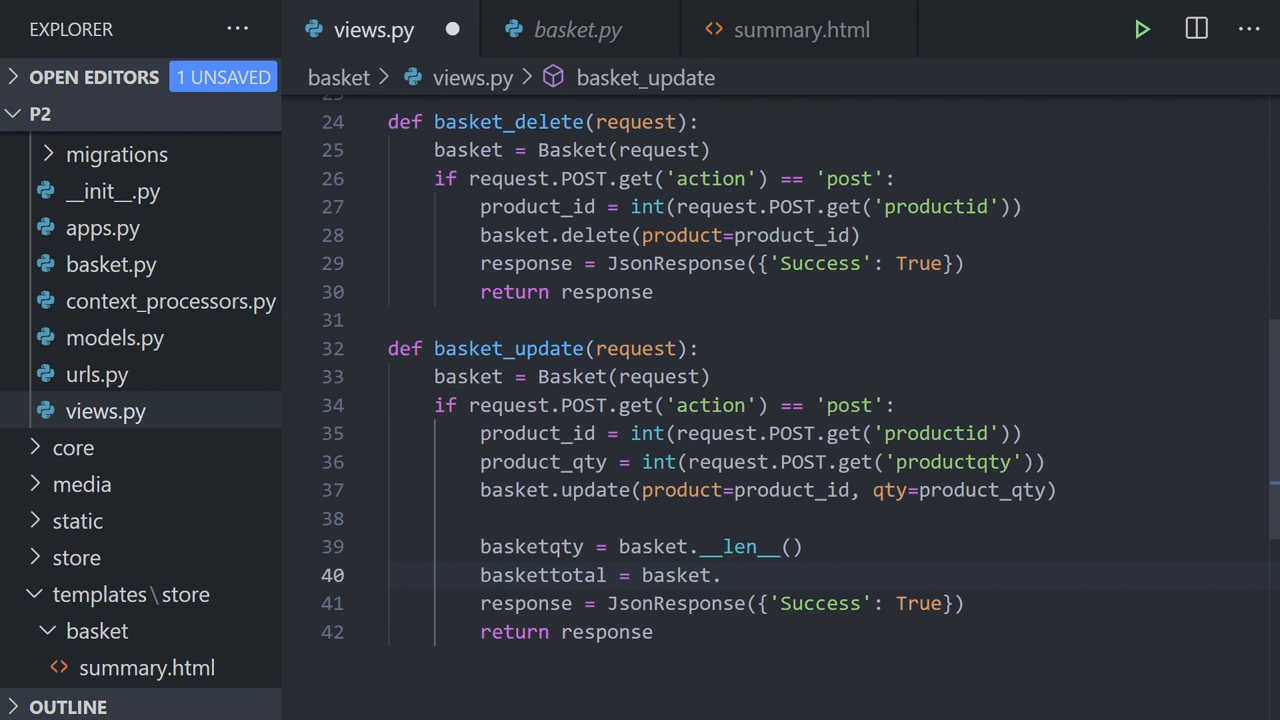 EXPLORER
···
views.py
basket.py
summary.html
···
OPEN EDITORS
1 UNSAVED
basket > views.py > basket_update
P2
migrations
__init__.py
apps.py
basket.py
context_processors.py
models.py
urls.py
views.py
core
media
static
store
templates\store
basket
summary.html
OUTLINE
23
24 def basket_delete(request):
25 basket = Basket(request)
26 if request.POST.get('action') == 'post':
27 product_id = int(request.POST.get('productid'))
28 basket.delete(product=product_id)
29 response = JsonResponse({'Success': True})
30 return response
31
32 def basket_update(request):
33 basket = Basket(request)
34 if request.POST.get('action') == 'post':
35 product_id = int(request.POST.get('productid'))
36 product_qty = int(request.POST.get('productqty'))
37 basket.update(product=product_id, qty=product_qty)
38
39 basketqty = basket.__len__()
40 baskettotal = basket.
41 response = JsonResponse({'Success': True})
42 return response